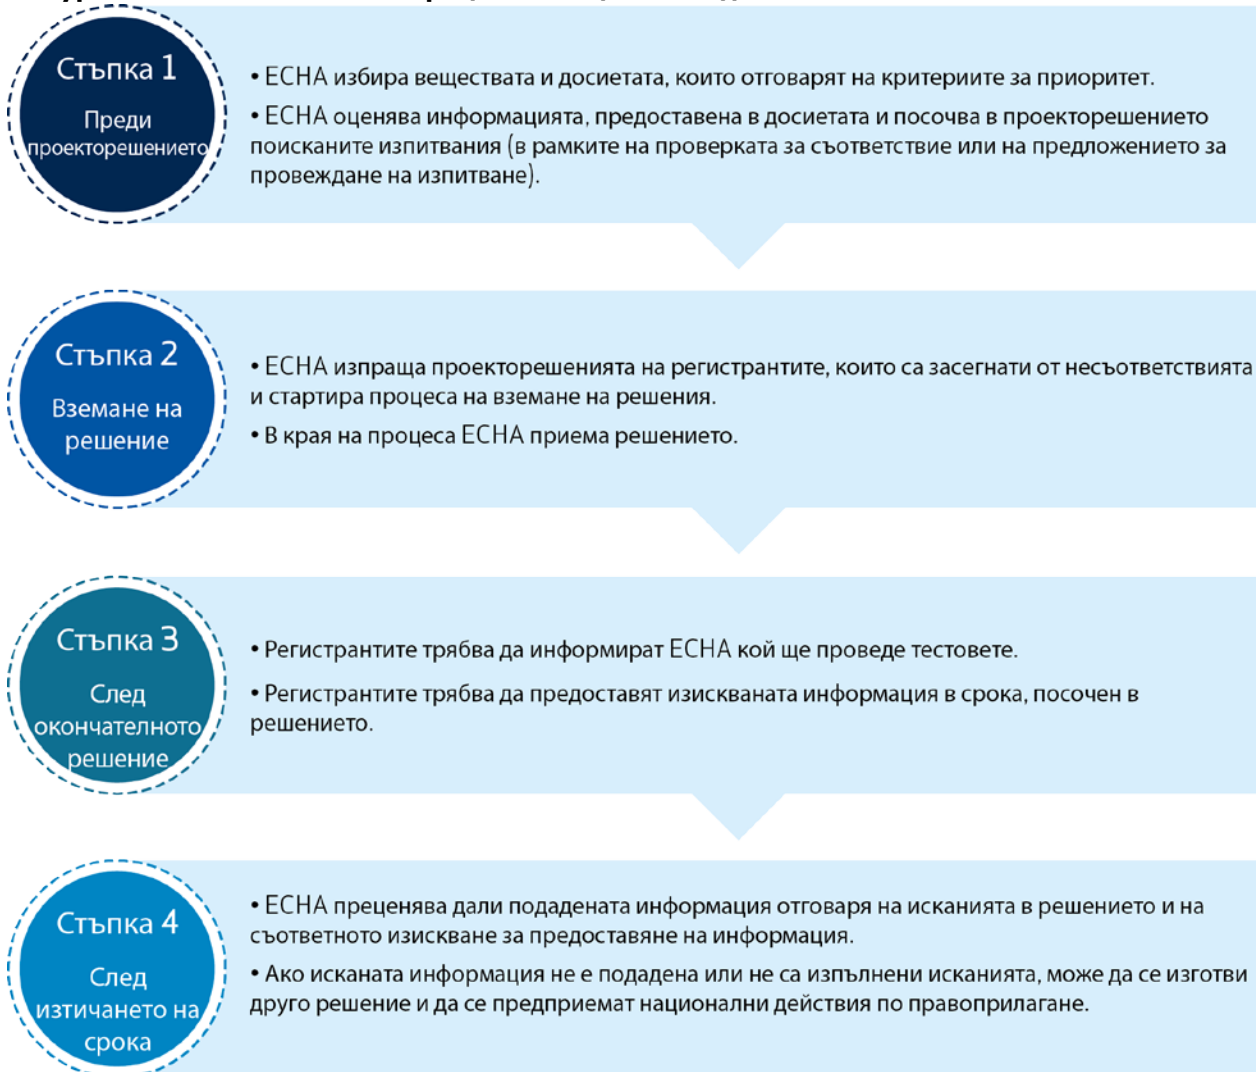 Стъпка 1
Преди
проекторешението
• ECHA избира веществата и досиетата, които отговарят на критериите за приоритет.
• ECHA оценява информацията, предоставена в досиетата и посочва в проекторешението
поисканите изпитвания (в рамките на проверката за съответствие или на предложението за
провеждане на изпитване).
Стъпка 2
Вземане на
решение
• ECHA изпраща проекторешенията на регистрантите, които са засегнати от несъответствията
и стартира процеса на вземане на решения.
• В края на процеса ECHA приема решението.
Стъпка 3
След
окончателното
решение
• Регистрантите трябва да информират ECHA кой ще проведе тестовете.
• Регистрантите трябва да предоставят изискваната информация в срока, посочен в
решението.
Стъпка 4
След
изтичането на
срока
• ECHA преценява дали подадената информация отговаря на исканията в решението и на
съответното изискване за предоставяне на информация.
• Ако исканата информация не е подадена или не са изпълнени исканията, може да се изготви
друго решение и да се предприемат национални действия по правоприлагане.